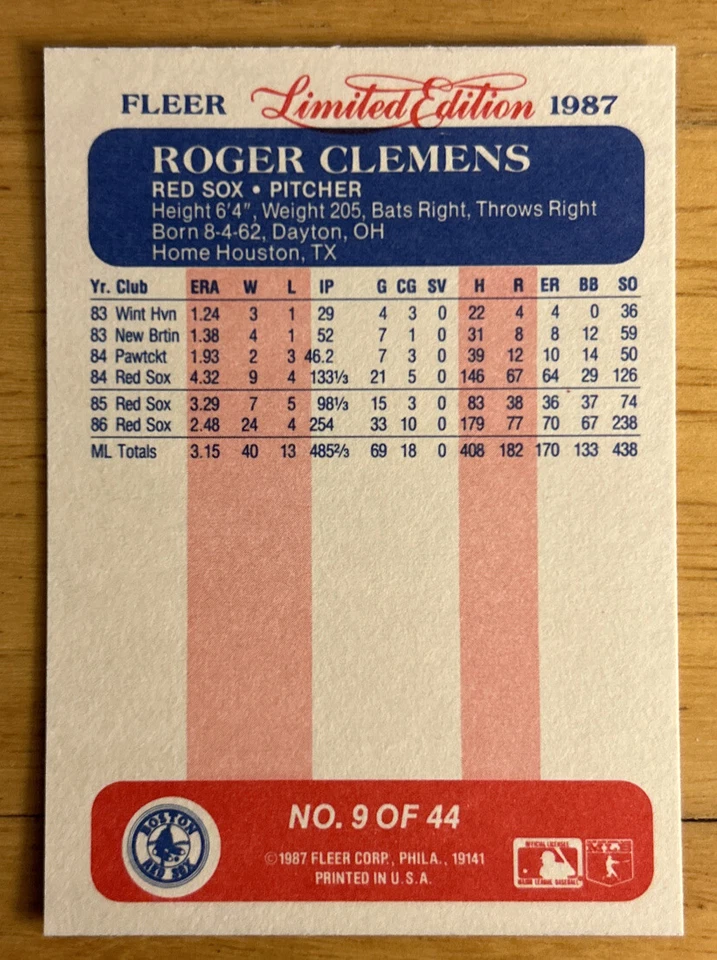 FLEER Limited Edition 1987
ROGER CLEMENS
RED SOX • PITCHER
Height 6'4", Weight 205, Bats Right, Throws Right
Born 8-4-62, Dayton, OH
Home Houston, TX
Yr. Club ERA W L IP G CG SV H R ER BB SO
83 Wint Hvn 1.24 3 1 29 4 3 0 22 4 4 0 36
83 New Brtin 1.38 4 1 52 7 1 0 31 8 8 12 59
84 Pawtckt 1.93 2 3 46.2 7 3 0 39 12 10 14 50
84 Red Sox 4.32 9 4 133⅓ 21 5 0 146 67 64 29 126
85 Red Sox 3.29 7 5 98⅓ 15 3 0 83 38 36 37 74
86 Red Sox 2.48 24 4 254 33 10 0 179 77 70 67 238
ML Totals 3.15 40 13 485⅔ 69 18 0 408 182 170 133 438
NO. 9 OF 44
BOSTON
RED SOX
©1987 FLEER CORP., PHILA., 19141
PRINTED IN U.S.A.
OFFICIAL LICENSEE
MAJOR LEAGUE BASEBALL